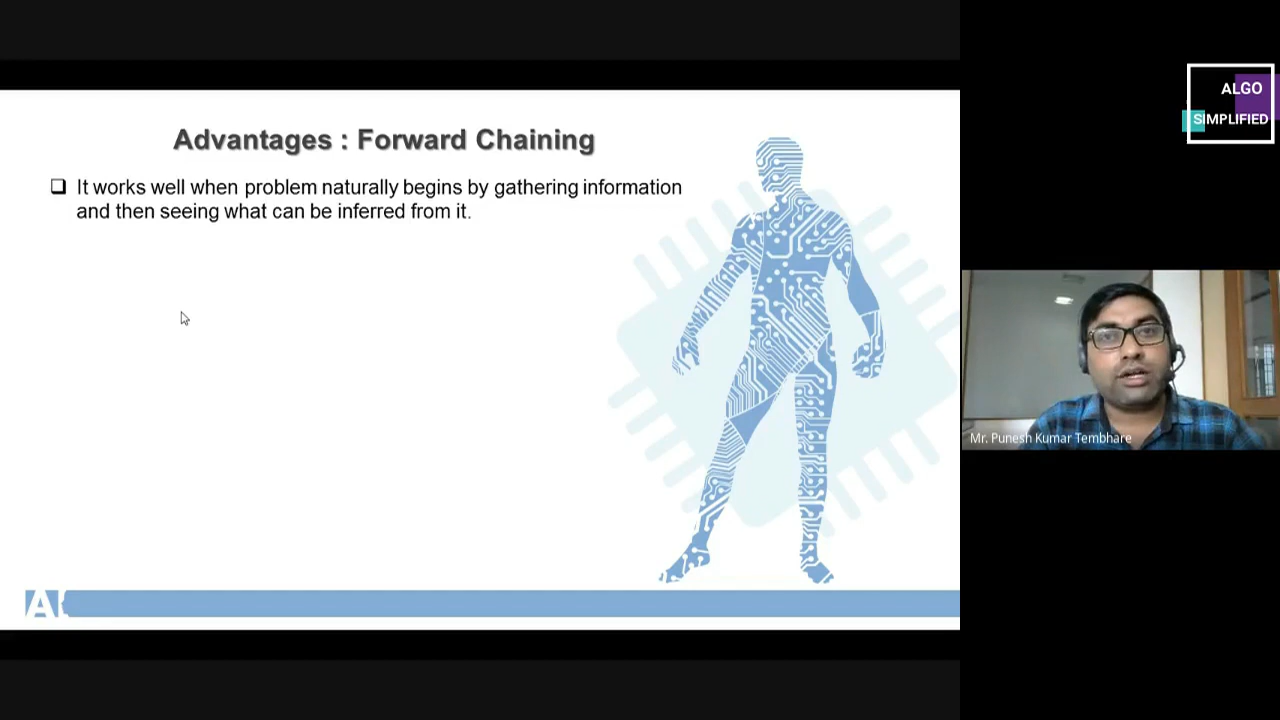 Advantages : Forward Chaining
It works well when problem naturally begins by gathering information
and then seeing what can be inferred from it.
ALGO
SIMPLIFIED
Mr. Punesh Kumar Tembhare